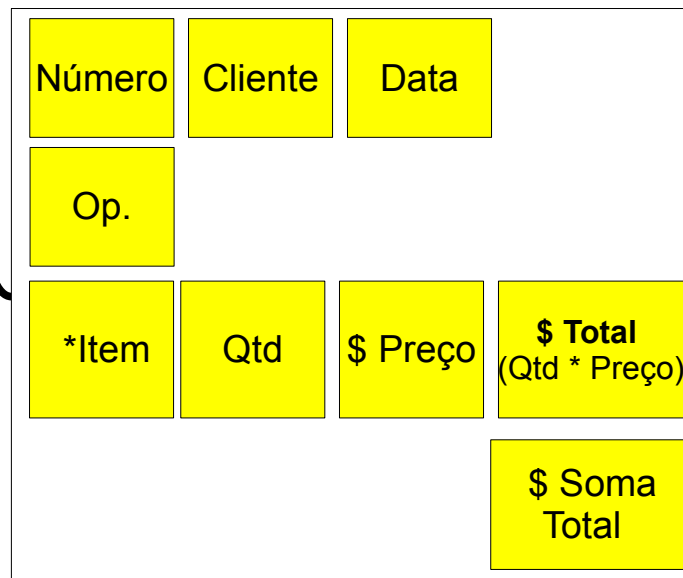 Número
Cliente
Data
Op.
*Item
Qtd
$ Preço
$ Total
(Qtd * Preço)
$ Soma
Total